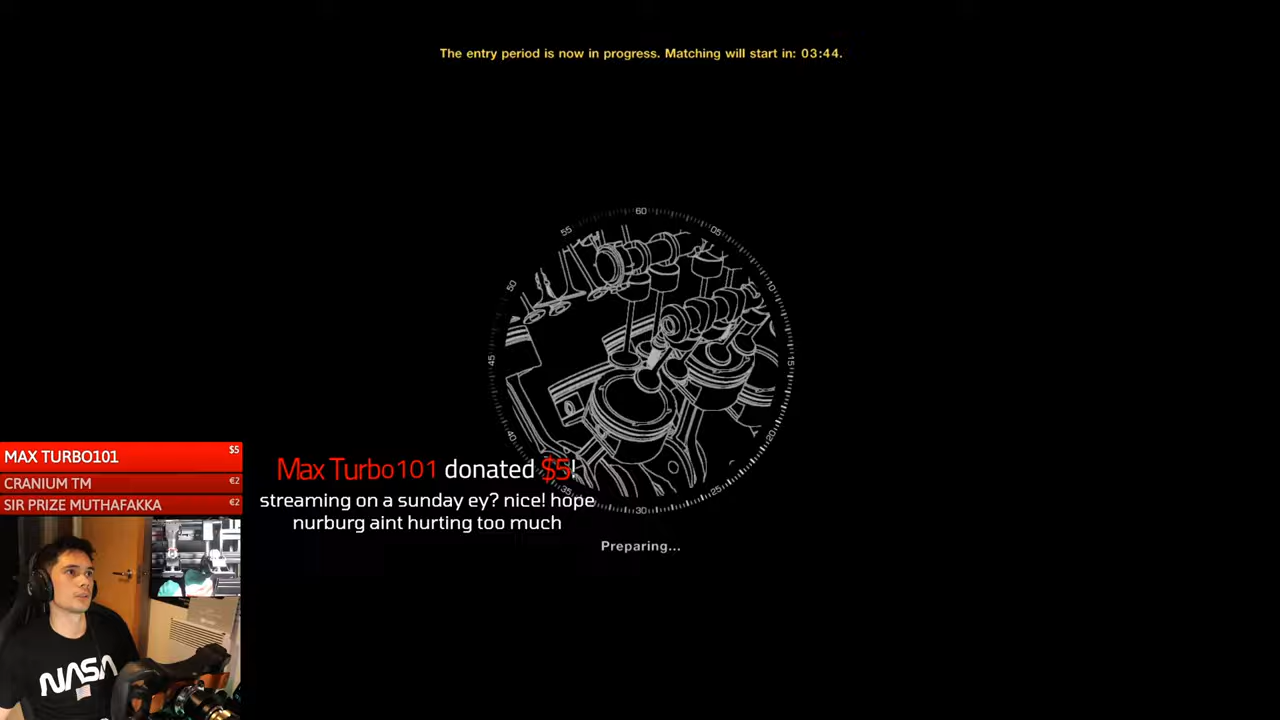 The entry period is now in progress. Matching will start in: 03:44.
60
55
05
50
10
45
15
40
20
35
25
30
MAX TURBO101 $5
CRANIUM TM €2
SIR PRIZE MUTHAFAKKA €2
Max Turbo101 donated $5!
streaming on a sunday ey? nice! hope
nurburg aint hurting too much
Preparing...
NASA